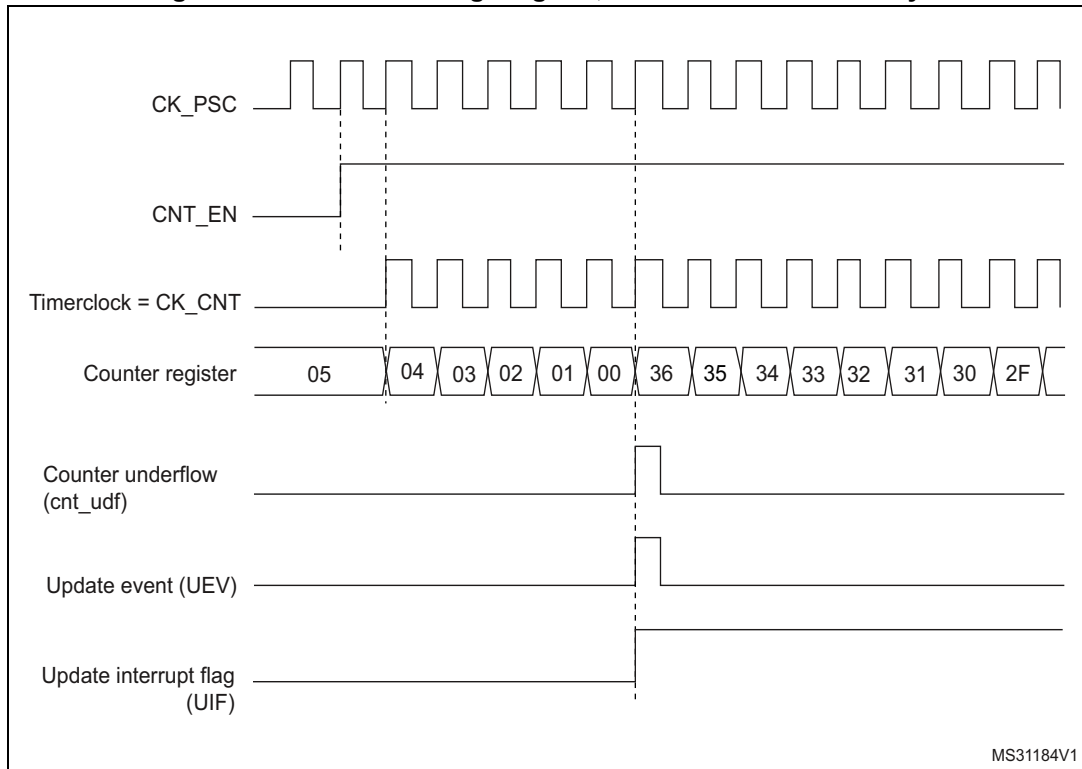 CK_PSC
CNT_EN
Timerclock = CK_CNT
Counter register 05 04 03 02 01 00 36 35 34 33 32 31 30 2F
Counter underflow
(cnt_udf)
Update event (UEV)
Update interrupt flag
(UIF)
MS31184V1